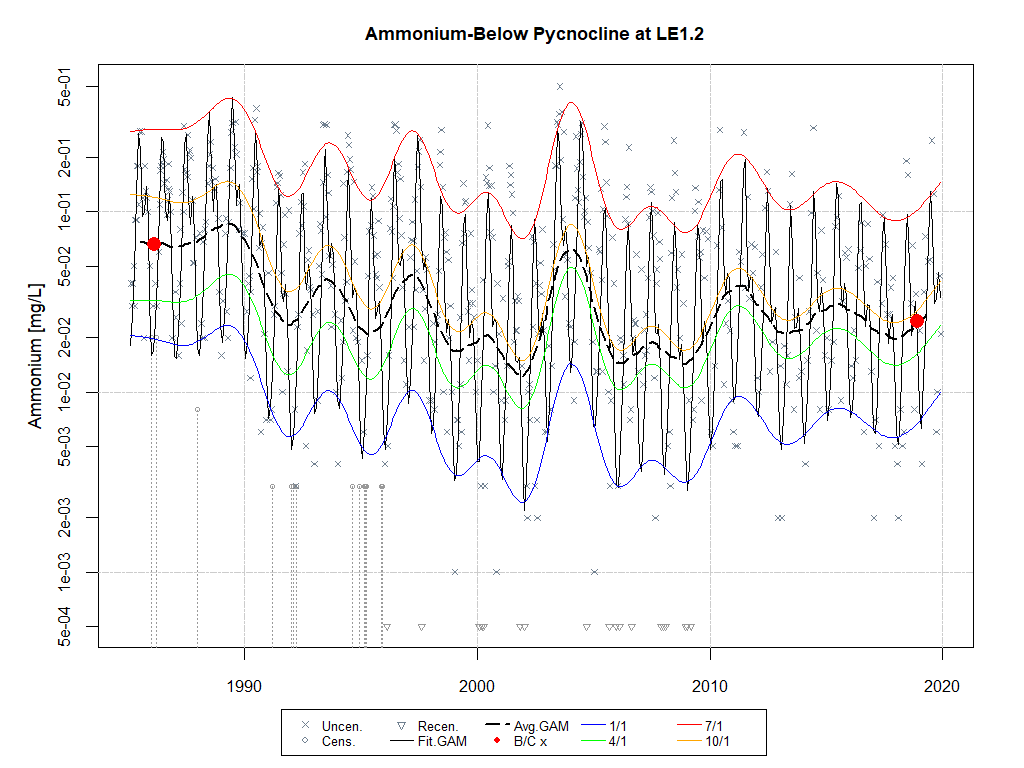 Ammonium-Below Pycnocline at LE1.2
Ammonium [mg/L]
5e-01
2e-01
1e-01
5e-02
2e-02
1e-02
5e-03
2e-03
1e-03
5e-04
1990 2000 2010 2020
Uncen. Recen. Avg.GAM 1/1 7/1
Cens. Fit.GAM B/C x 4/1 10/1